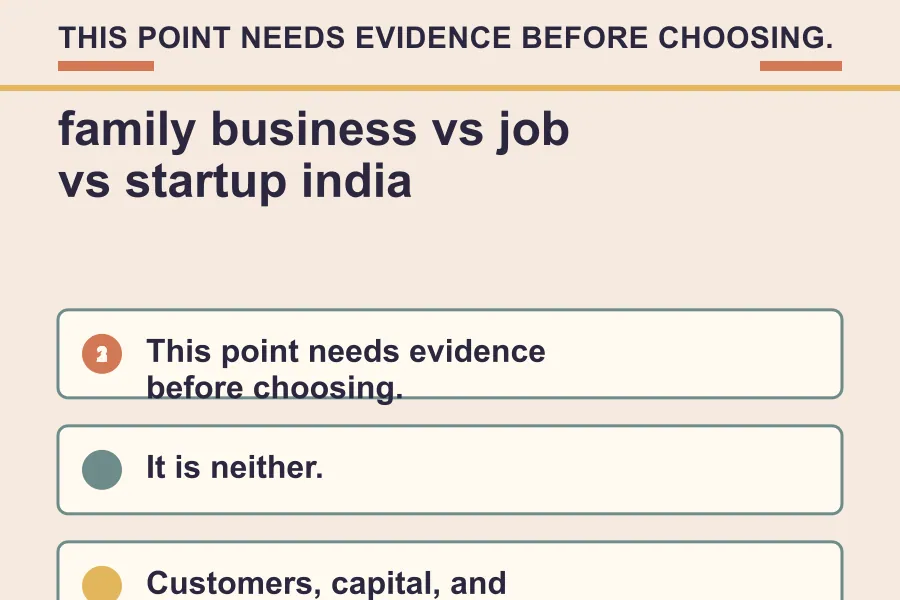 THIS POINT NEEDS EVIDENCE BEFORE CHOOSING.
family business vs job
vs startup india
This point needs evidence
before choosing.
It is neither.
Customers, capital, and